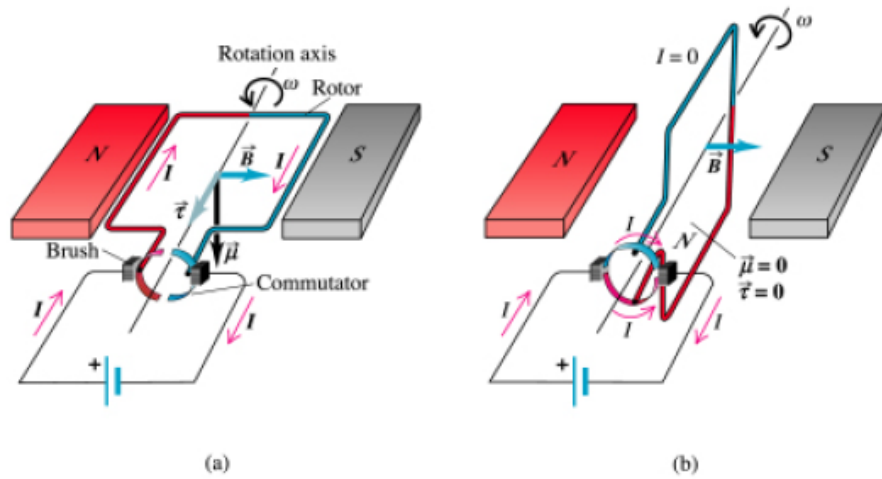 Rotation axis
ω
Rotor
N
I
B
I
S
τ
μ
Brush
Commutator
I
I
+
(a)
ω
I = 0
N
B
S
I
N
μ = 0
τ = 0
I
I
I
+
(b)